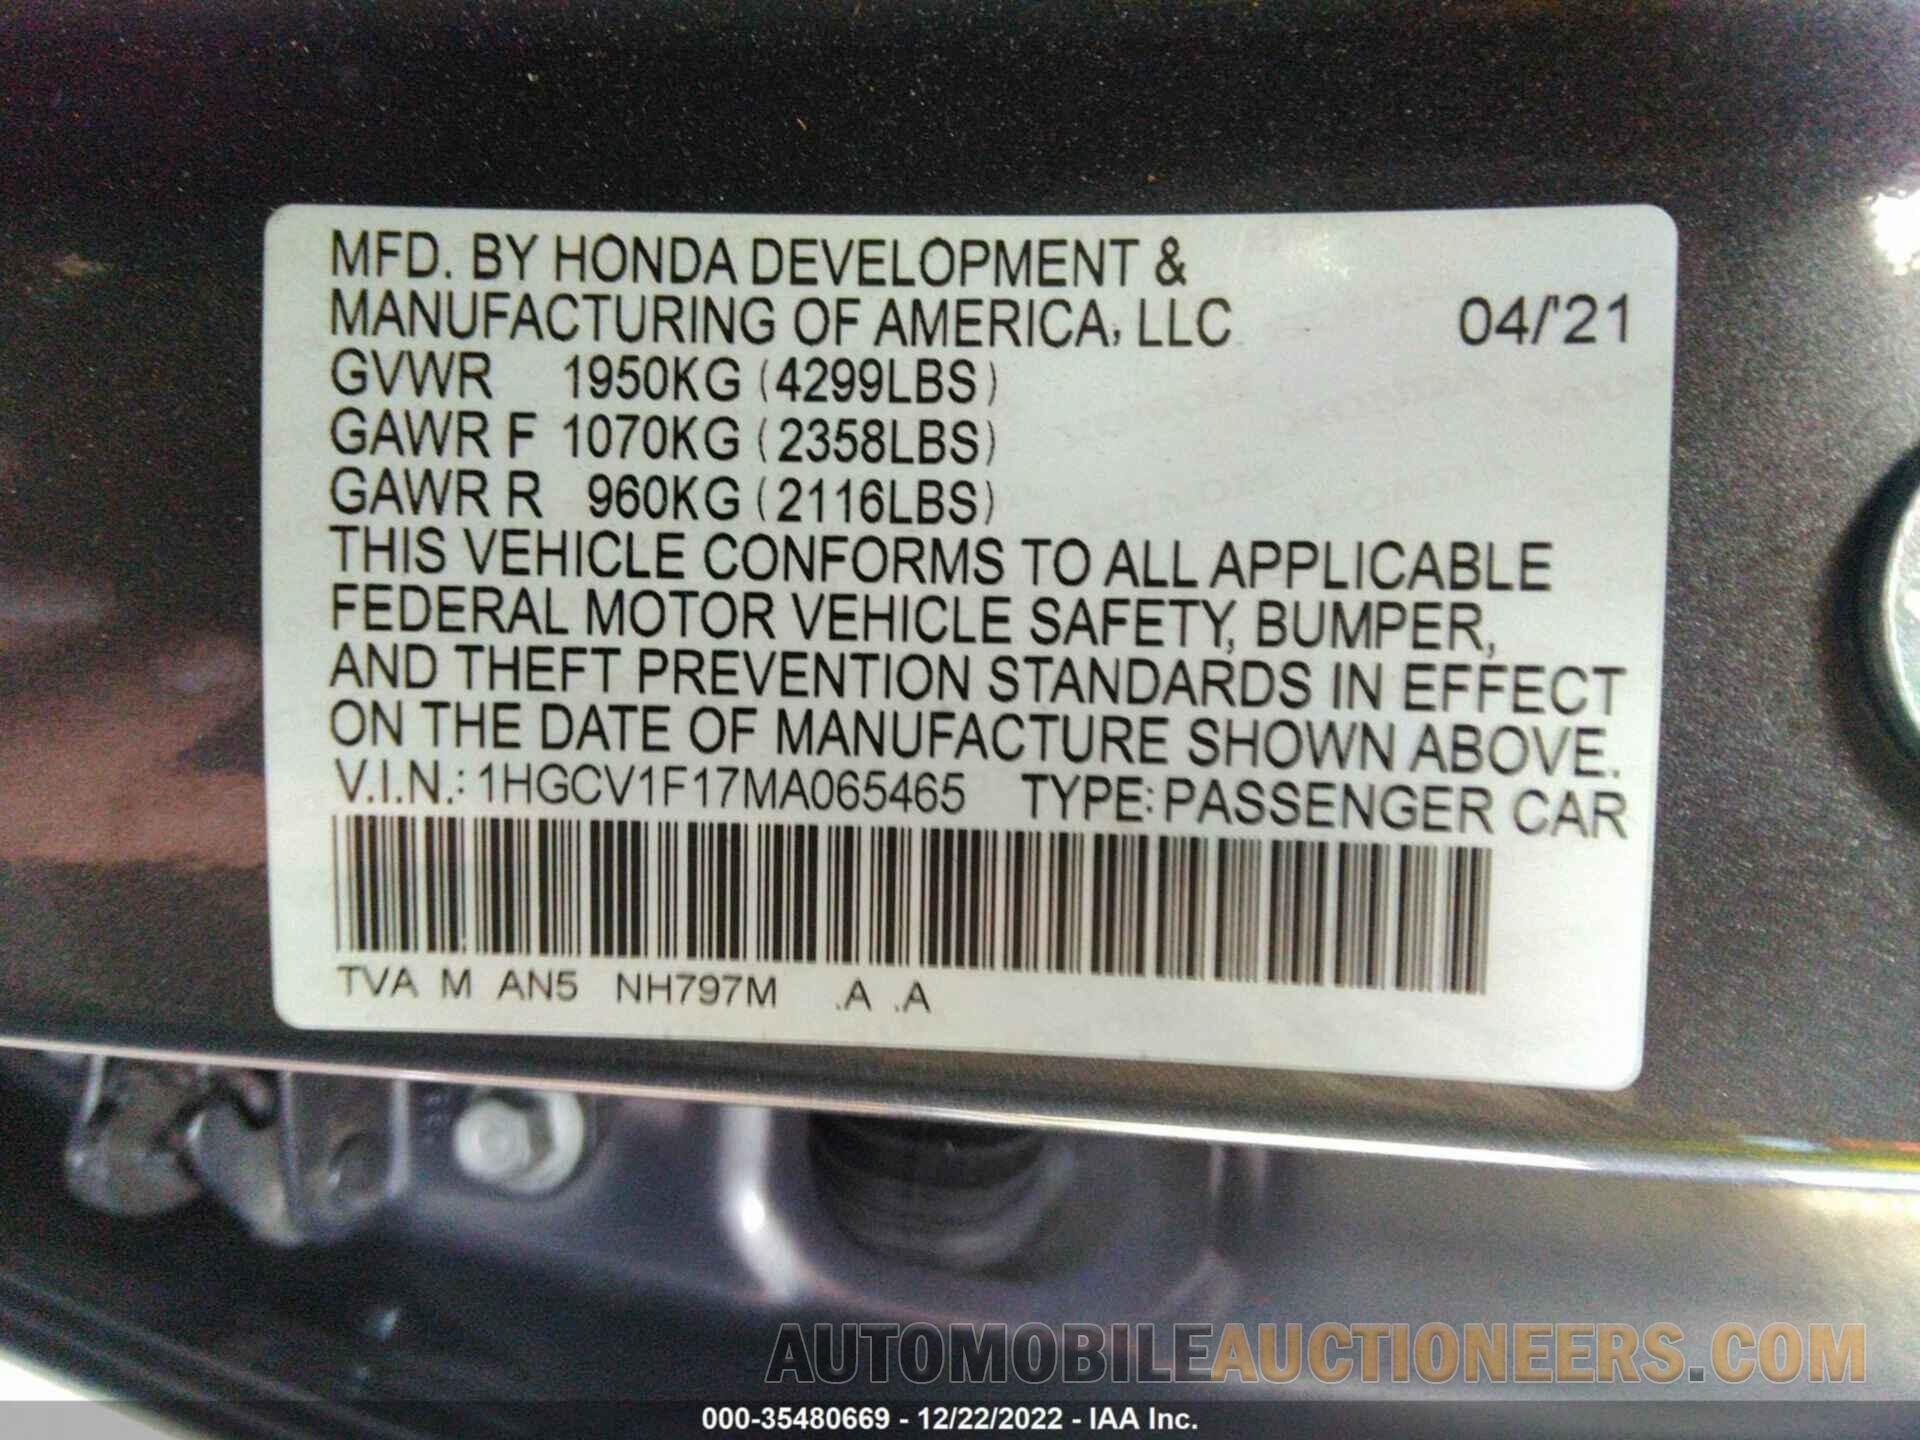 MFD. BY HONDA DEVELOPMENT &
MANUFACTURING OF AMERICA, LLC 04/'21
GVWR 1950KG (4299LBS)
GAWR F 1070KG (2358LBS)
GAWR R 960KG (2116LBS)
THIS VEHICLE CONFORMS TO ALL APPLICABLE
FEDERAL MOTOR VEHICLE SAFETY, BUMPER,
AND THEFT PREVENTION STANDARDS IN EFFECT
ON THE DATE OF MANUFACTURE SHOWN ABOVE.
V.I.N.: 1HGCV1F17MA065465 TYPE: PASSENGER CAR
TVA M AN5 NH797M .A .A
AUTOMOBILEAUCTIONEERS.COM
000-35480669 - 12/22/2022 - IAA Inc.